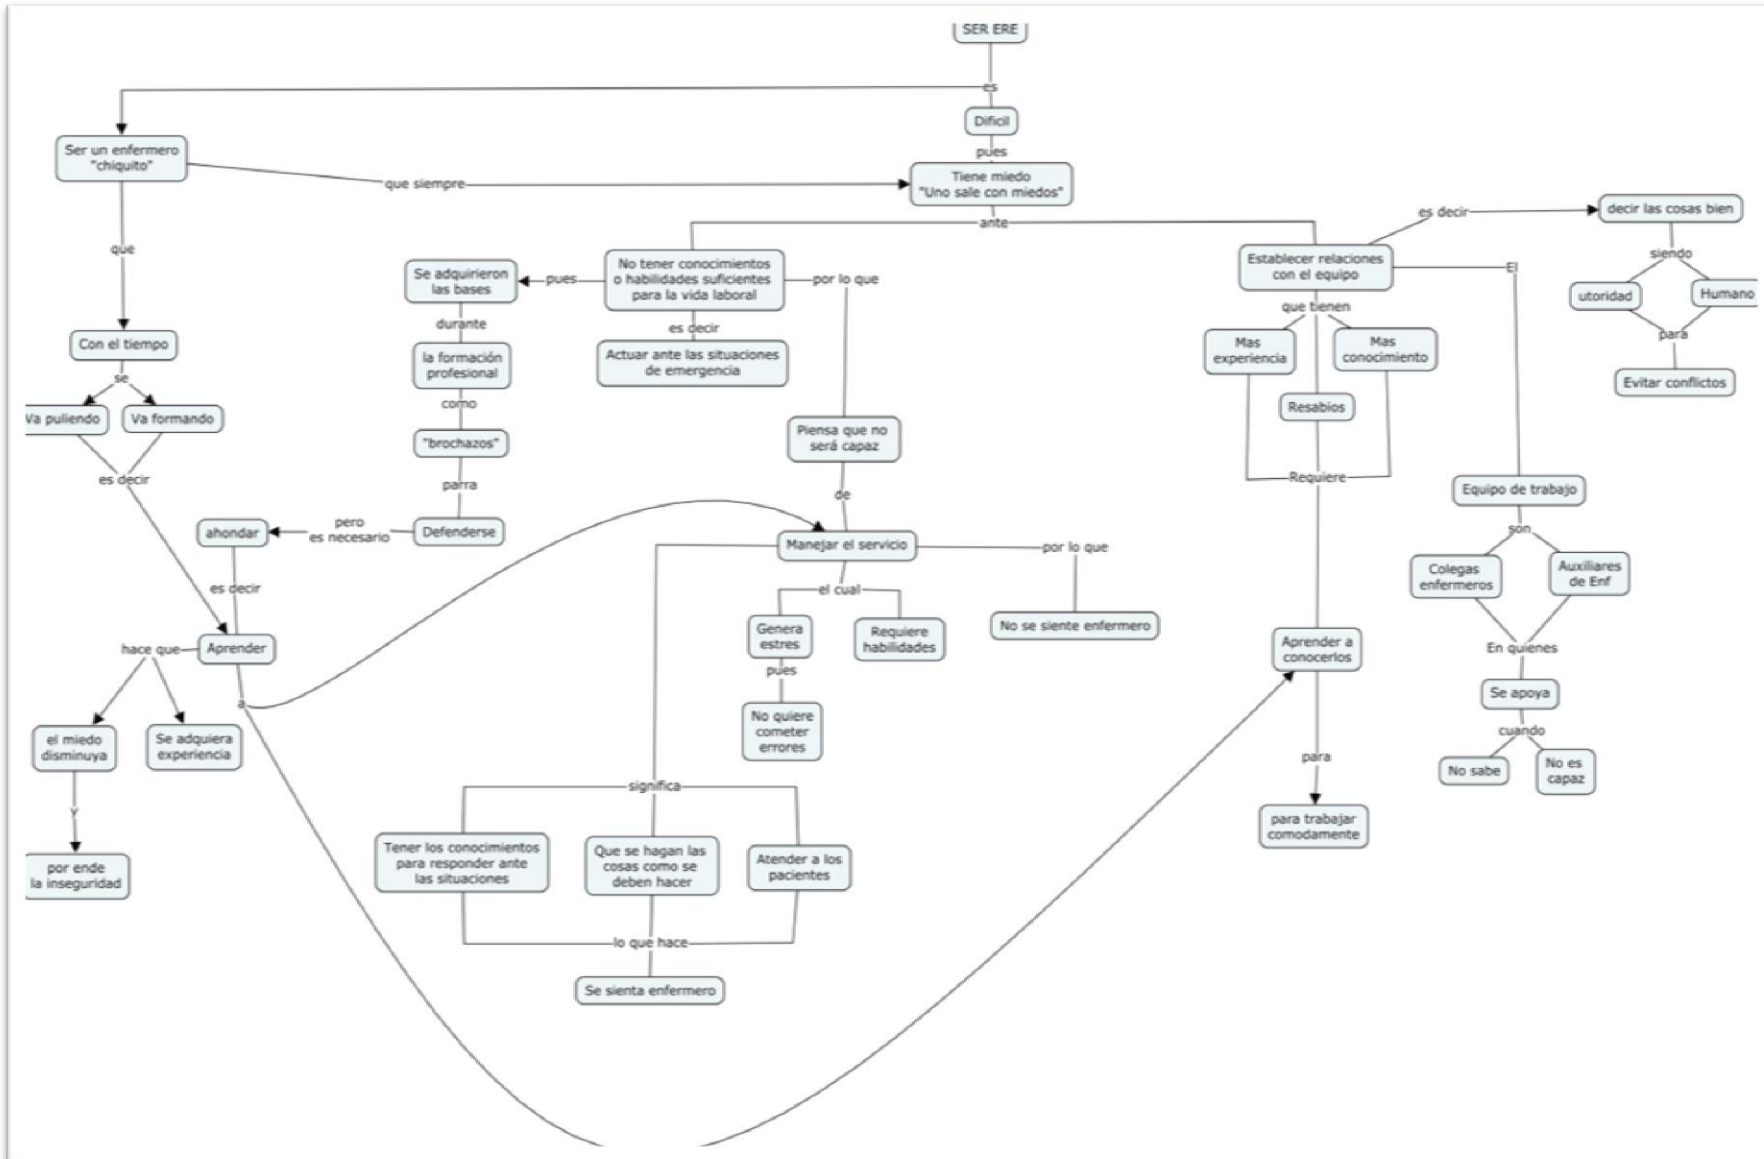 SER ERE
es
Dificil
pues
Tiene miedo
"Uno sale con miedos"
ante
Ser un enfermero
"chiquito"
que siempre
que
Con el tiempo
se
Va puliendo
Va formando
es decir
No tener conocimientos
o habilidades suficientes
para la vida laboral
pues
Se adquirieron
las bases
durante
la formación
profesional
como
"brochazos"
parra
Defenderse
pero
es necesario
ahondar
es decir
Aprender
hace que
el miedo
disminuya
y
por ende
la inseguridad
Se adquiera
experiencia
a
es decir
Actuar ante las situaciones
de emergencia
por lo que
Piensa que no
será capaz
de
Manejar el servicio
por lo que
No se siente enfermero
el cual
Genera
estres
Requiere
habilidades
pues
No quiere
cometer
errores
significa
Tener los conocimientos
para responder ante
las situaciones
Que se hagan las
cosas como se
deben hacer
Atender a los
pacientes
lo que hace
Se sienta enfermero
Establecer relaciones
con el equipo
es decir
decir las cosas bien
siendo
utoridad
Humano
para
Evitar conflictos
que tienen
Mas
experiencia
Mas
conocimiento
Resabios
Requiere
Aprender a
conocerlos
para
para trabajar
comodamente
El
Equipo de trabajo
son
Colegas
enfermeros
Auxiliares
de Enf
En quienes
Se apoya
cuando
No sabe
No es
capaz